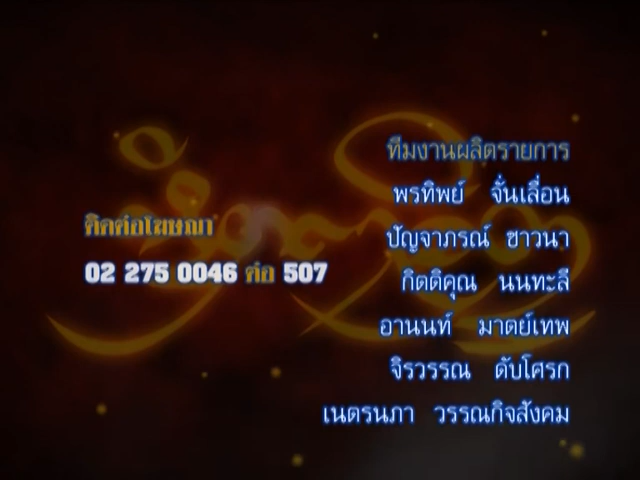 ทีมงานผลิตรายการ
พรทิพย์ จั่นเลื่อน
ปัญจาภรณ์ ชาวนา
กิตติคุณ นนทะลี
อานนท์ มาตย์เทพ
จิรวรรณ ดับโศรก
เนตรนภา วรรณกิจสังคม
ติดต่อโฆษณา
02 275 0046 ต่อ 507